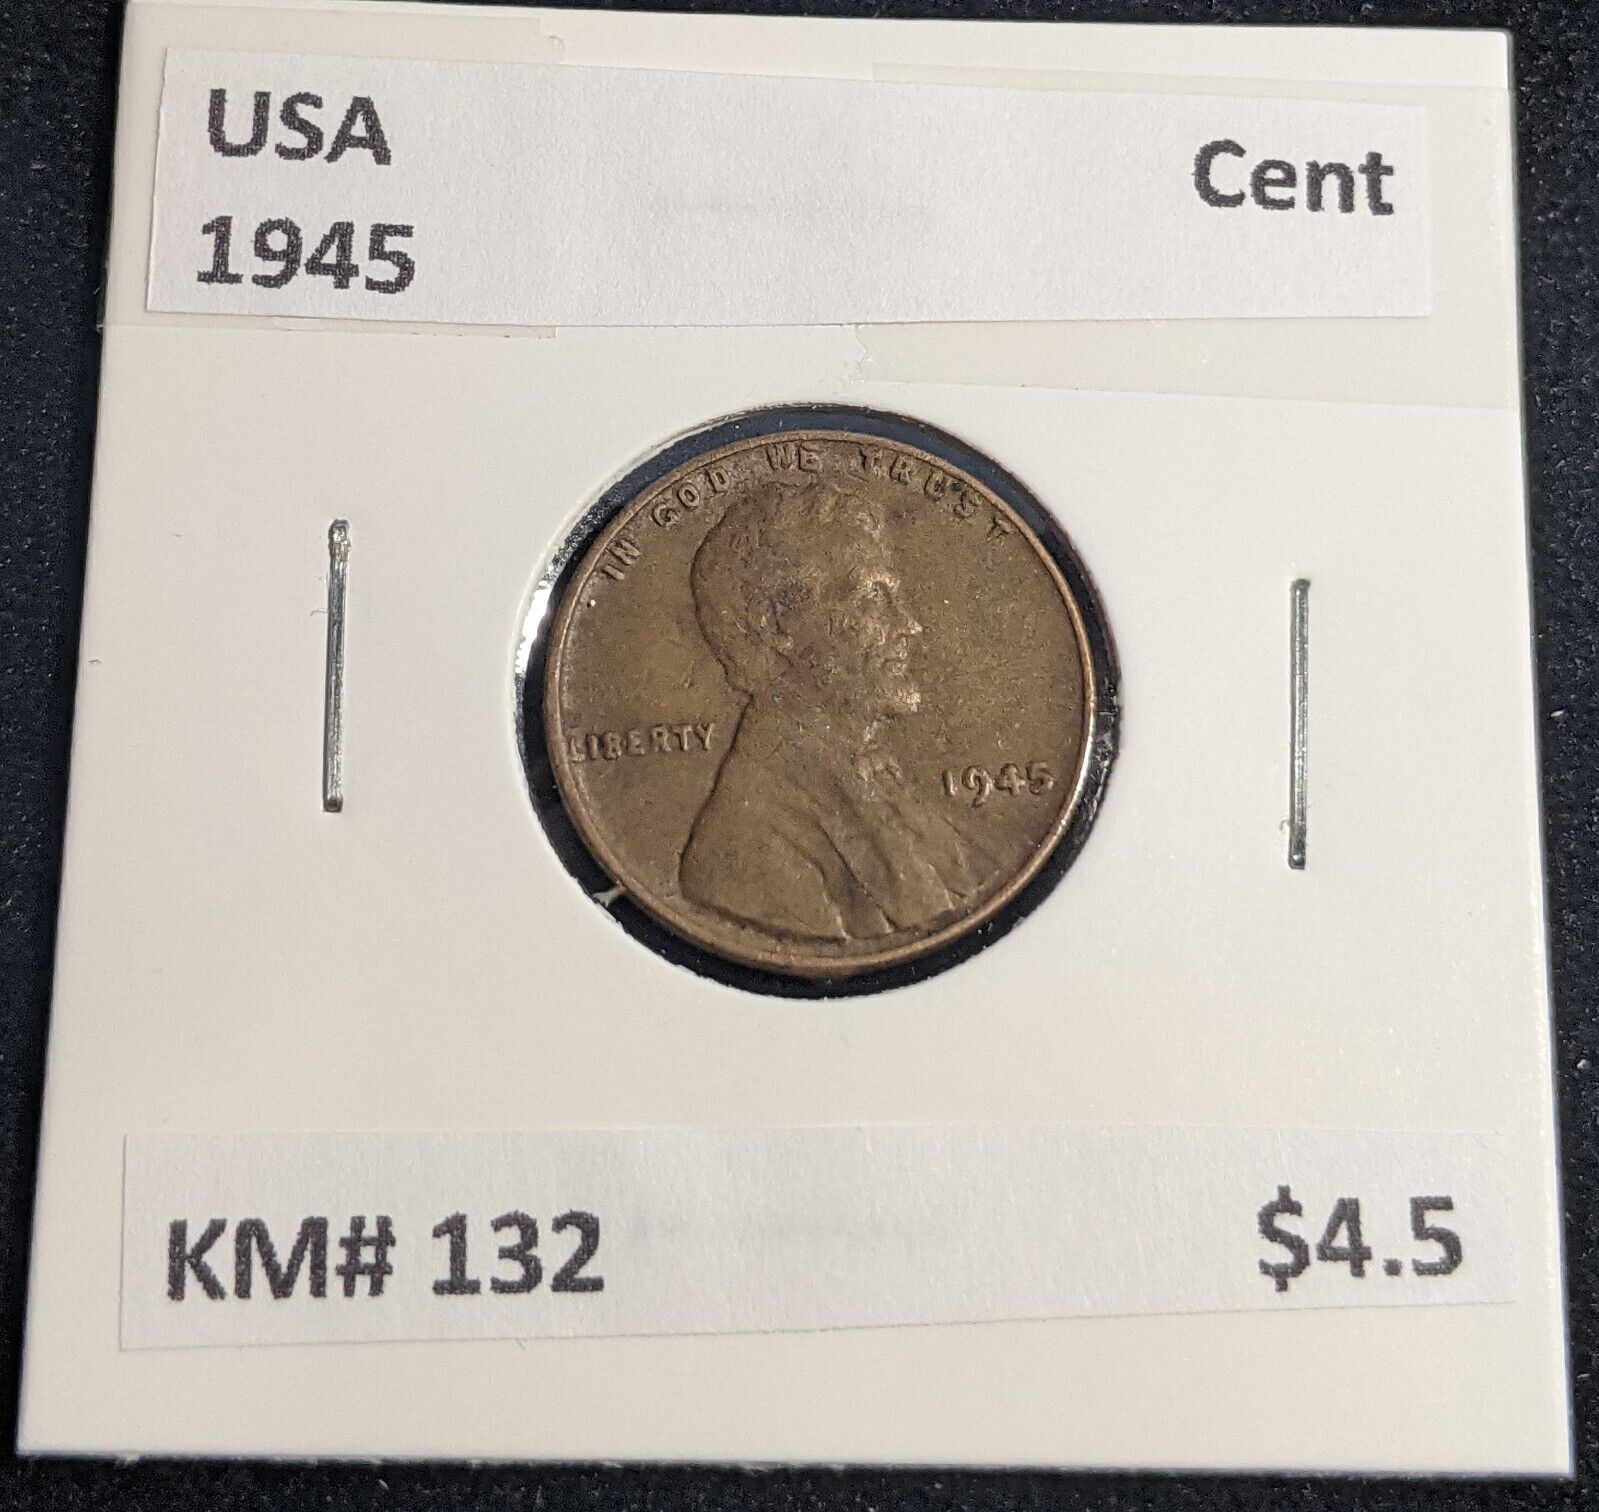 USA Cent
1945
IN GOD WE TRUST
LIBERTY
1945
KM# 132 $4.5